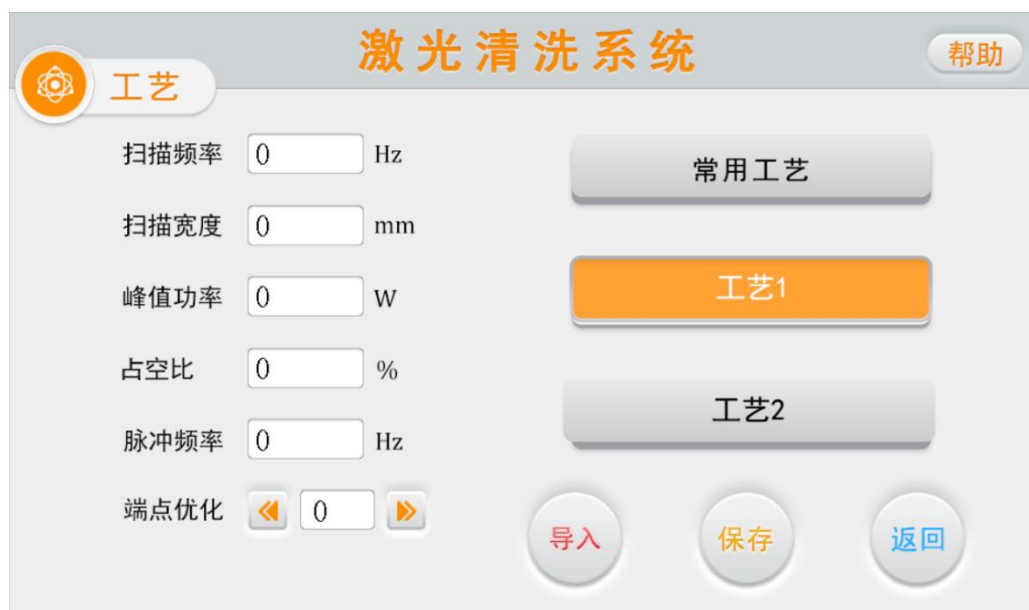 激光清洗系统
帮助
工艺
扫描频率 0 Hz
扫描宽度 0 mm
峰值功率 0 W
占空比 0 %
脉冲频率 0 Hz
端点优化 0
常用工艺
工艺1
工艺2
导入
保存
返回